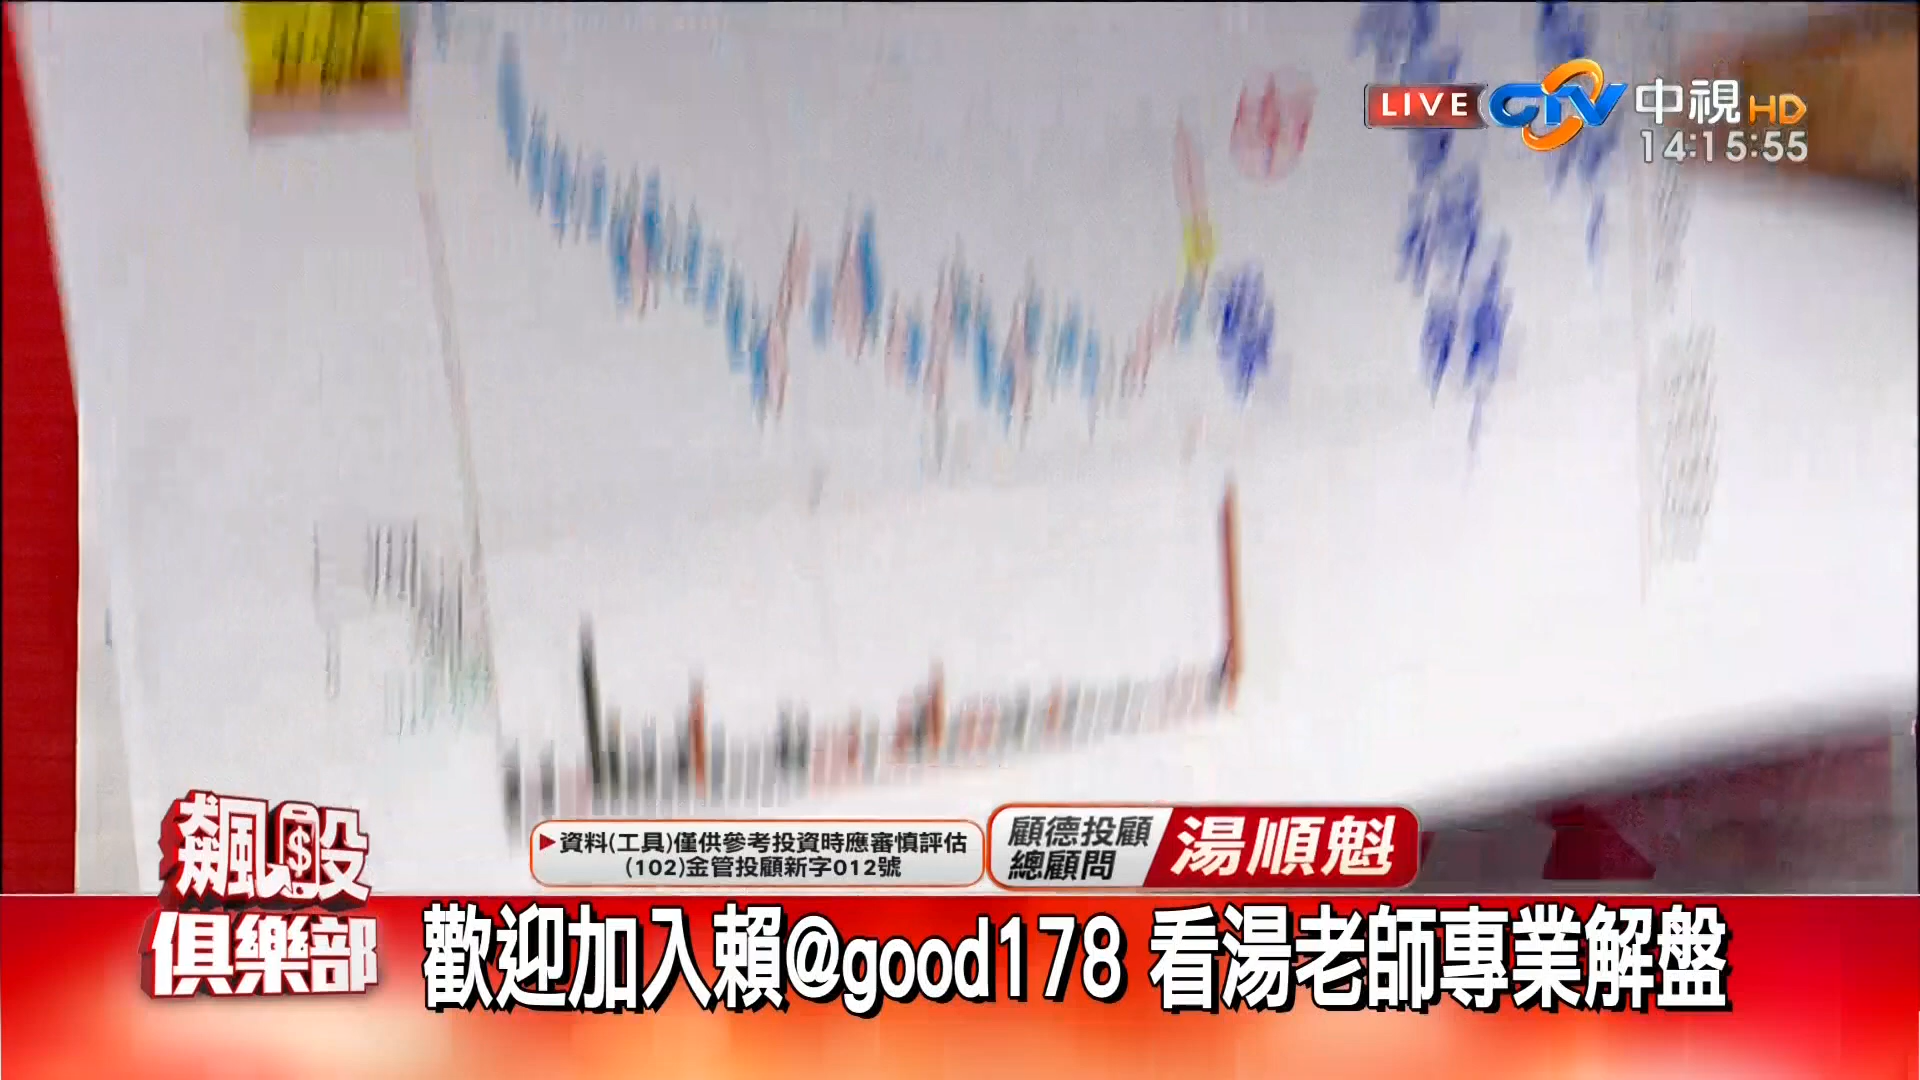 LIVE CTV 中視 HD
14:15:55
飆股
俱樂部
資料(工具)僅供參考投資時應審慎評估
(102)金管投顧新字012號
顧德投顧
總顧問
湯順魁
歡迎加入賴@good178 看湯老師專業解盤